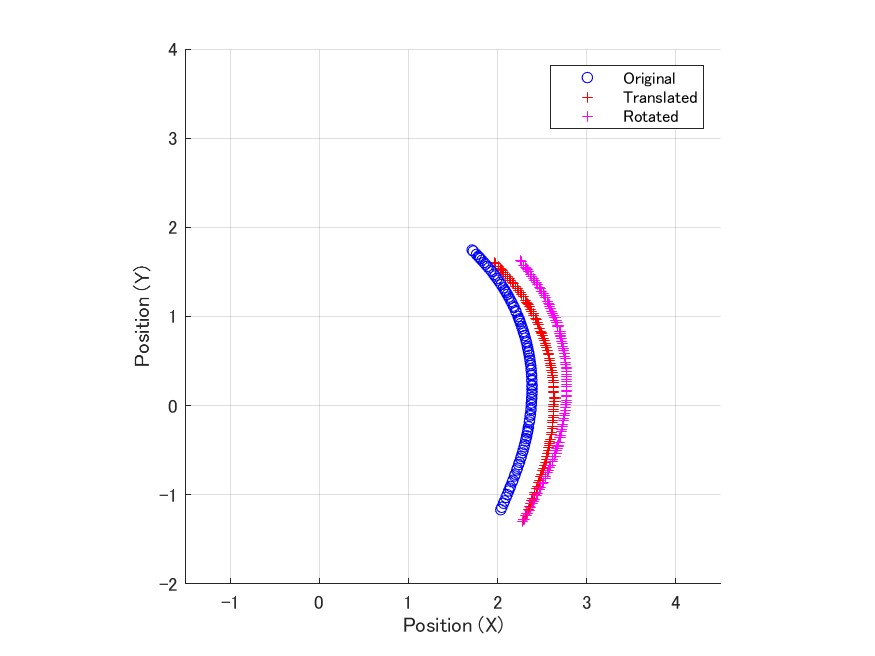 4
3
2
1
0
−1
−2
Position (Y)
Original
Translated
Rotated
−1
0
1
2
3
4
Position (X)